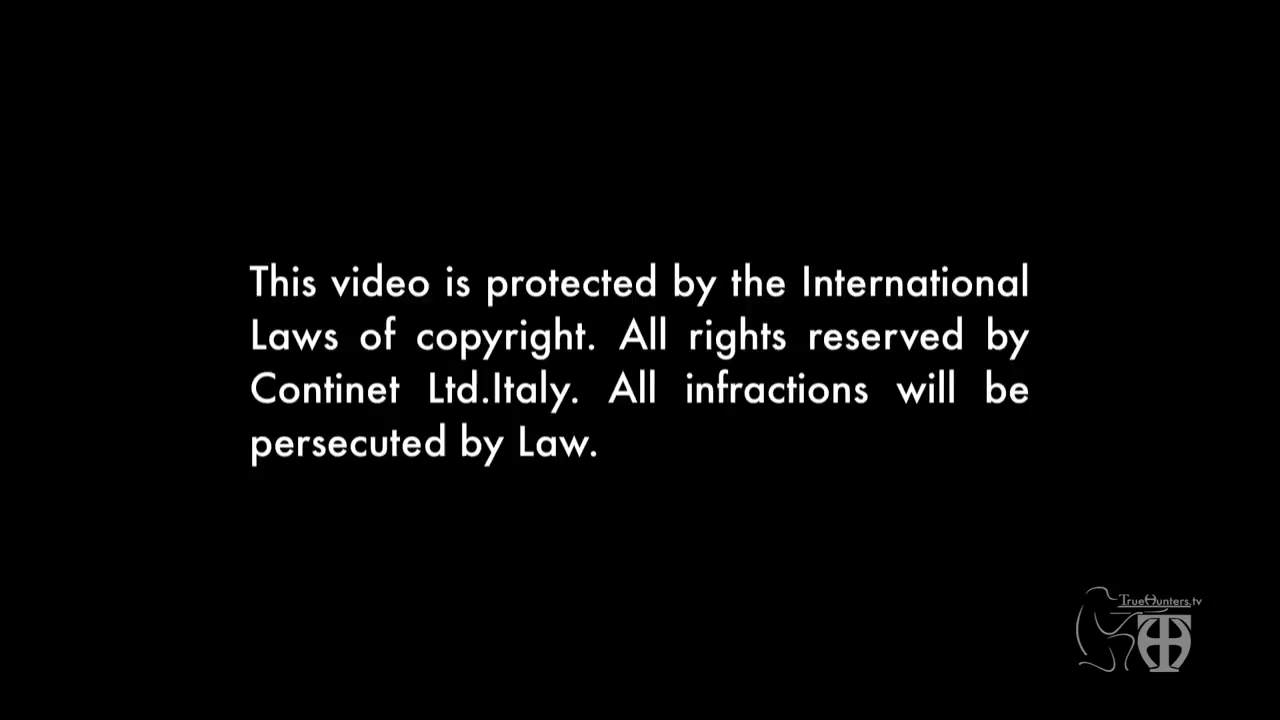 This video is protected by the International
Laws of copyright. All rights reserved by
Continet Ltd.Italy. All infractions will be
persecuted by Law.
TrueHunters.tv